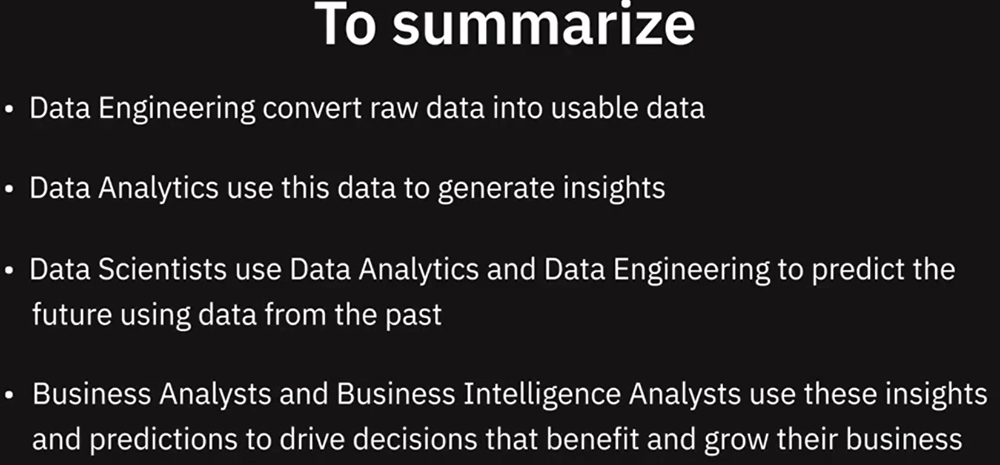 To summarize
• Data Engineering convert raw data into usable data
• Data Analytics use this data to generate insights
• Data Scientists use Data Analytics and Data Engineering to predict the
future using data from the past
• Business Analysts and Business Intelligence Analysts use these insights
and predictions to drive decisions that benefit and grow their business